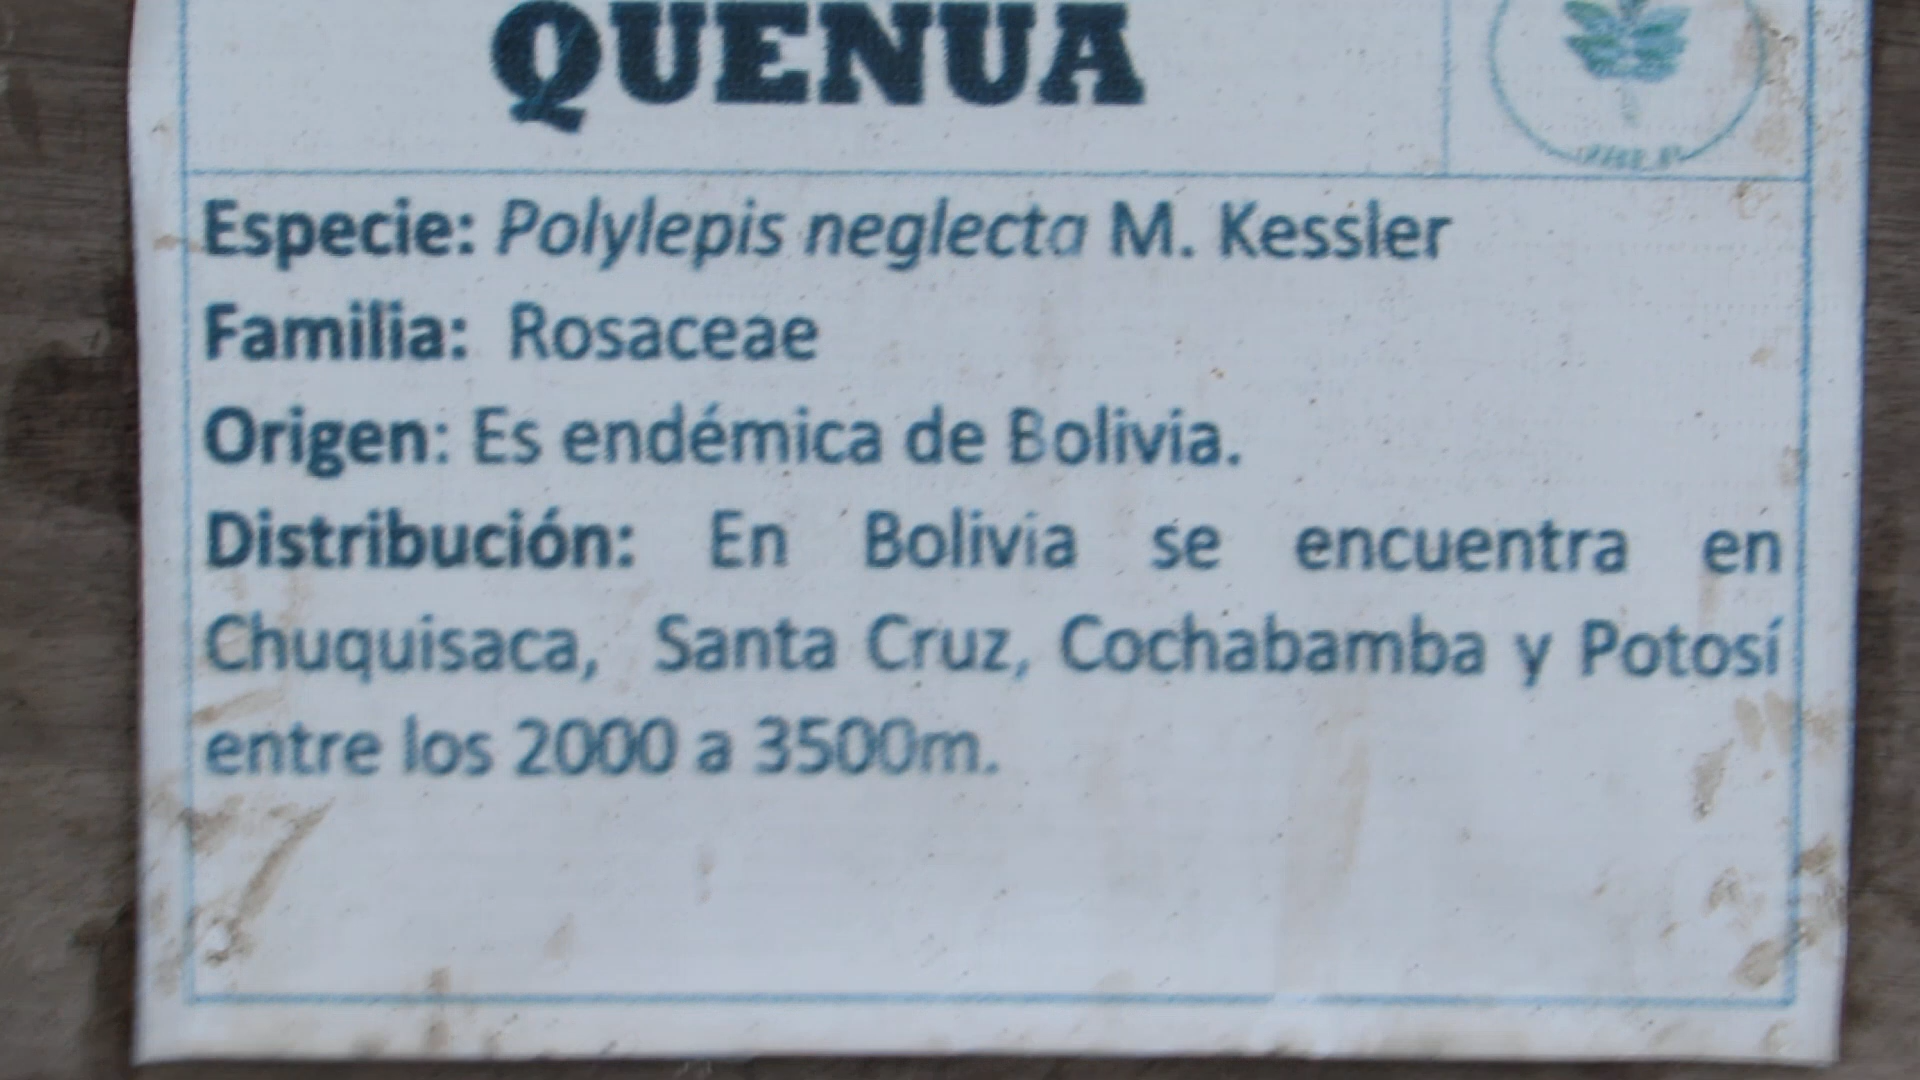 QUENUA
Especie: Polylepis neglecta M. Kessler
Familia: Rosaceae
Origen: Es endémica de Bolivia.
Distribución: En Bolivia se encuentra en
Chuquisaca, Santa Cruz, Cochabamba y Potosí
entre los 2000 a 3500m.